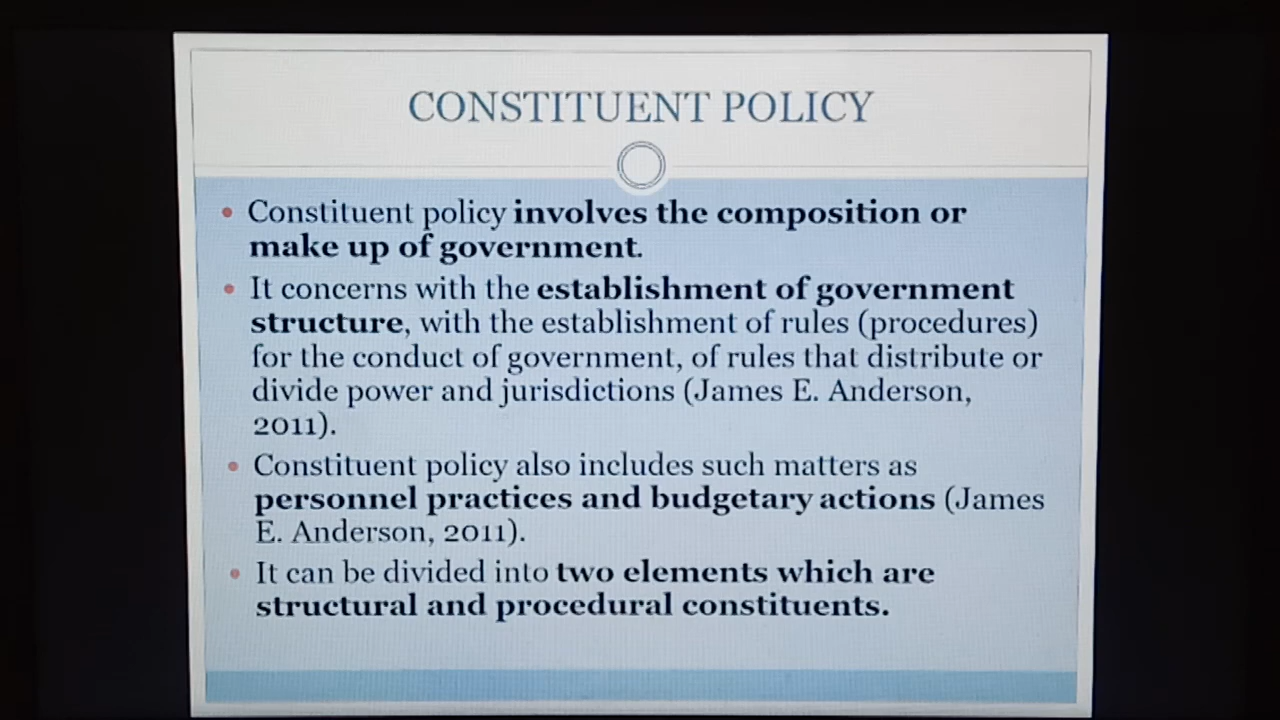 CONSTITUENT POLICY
• Constituent policy involves the composition or
make up of government.
• It concerns with the establishment of government
structure, with the establishment of rules (procedures)
for the conduct of government, of rules that distribute or
divide power and jurisdictions (James E. Anderson,
2011).
• Constituent policy also includes such matters as
personnel practices and budgetary actions (James
E. Anderson, 2011).
• It can be divided into two elements which are
structural and procedural constituents.